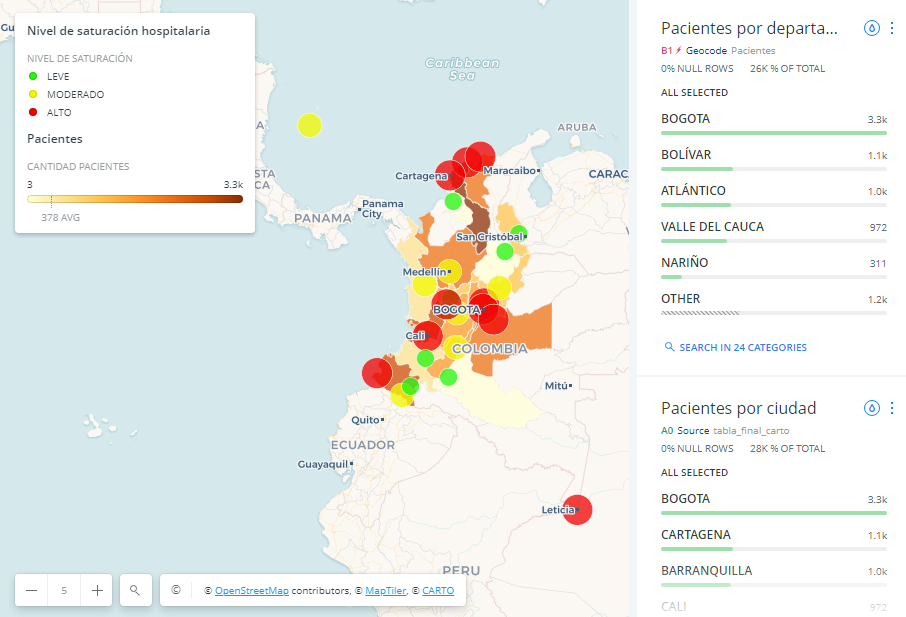 Nivel de saturación hospitalaria
NIVEL DE SATURACIÓN
LEVE
MODERADO
ALTO
Pacientes
CANTIDAD PACIENTES
3 3.3k
378 AVG
Caribbean
Sea
ARUBA
Cartagena
Maracaibo
CARAC
PANAMA
Panama
City
San Cristóbal
Medellín
BOGOTA
Cali
COLOMBIA
Mitú
Quito
ECUADOR
Guayaquil
Leticia
PERU
5
©
© OpenStreetMap contributors, © MapTiler, © CARTO
Pacientes por departa...
B1 Geocode Pacientes
0% NULL ROWS 26K % OF TOTAL
ALL SELECTED
BOGOTA 3.3k
BOLÍVAR 1.1k
ATLÁNTICO 1.0k
VALLE DEL CAUCA 972
NARIÑO 311
OTHER 1.2k
SEARCH IN 24 CATEGORIES
Pacientes por ciudad
A0 Source tabla_final_carto
0% NULL ROWS 28K % OF TOTAL
ALL SELECTED
BOGOTA 3.3k
CARTAGENA 1.1k
BARRANQUILLA 1.0k
CALI 972